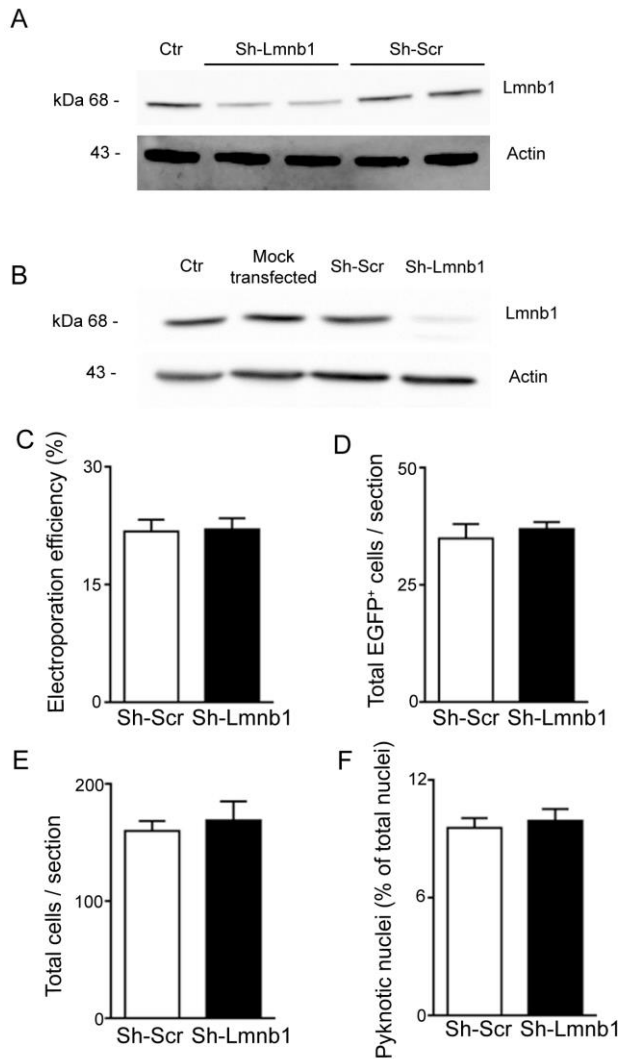 A
Ctr Sh-Lmnb1 Sh-Scr
kDa 68 - Lmnb1
43 - Actin
B
Ctr Mock transfected Sh-Scr Sh-Lmnb1
kDa 68 - Lmnb1
43 - Actin
C
Electroporation efficiency (%)
30
15
0
Sh-Scr Sh-Lmnb1
D
Total EGFP⁺ cells / section
50
25
0
Sh-Scr Sh-Lmnb1
E
Total cells / section
200
100
0
Sh-Scr Sh-Lmnb1
F
Pyknotic nuclei (% of total nuclei)
12
6
0
Sh-Scr Sh-Lmnb1